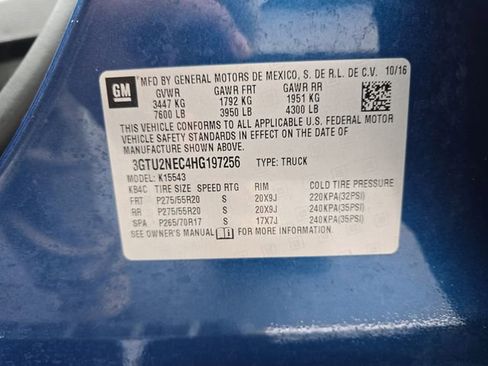 GM
MFD BY GENERAL MOTORS DE MEXICO, S. DE R.L. DE C.V. 10/16
GVWR GAWR FRT GAWR RR
3447 KG 1792 KG 1951 KG
7600 LB 3950 LB 4300 LB
THIS VEHICLE CONFORMS TO ALL APPLICABLE U.S. FEDERAL MOTOR
VEHICLE SAFETY STANDARDS IN EFFECT ON THE DATE OF
MANUFACTURE SHOWN ABOVE.
3GTU2NEC4HG197256 TYPE: TRUCK
MODEL: K15543
KB4C TIRE SIZE SPEED RTG RIM COLD TIRE PRESSURE
FRT P275/55R20 S 20X9J 220KPA(32PSI)
RR P275/55R20 S 20X9J 240KPA(35PSI)
SPA P265/70R17 S 17X7J 240KPA(35PSI)
SEE OWNER'S MANUAL FOR MORE INFORMATION